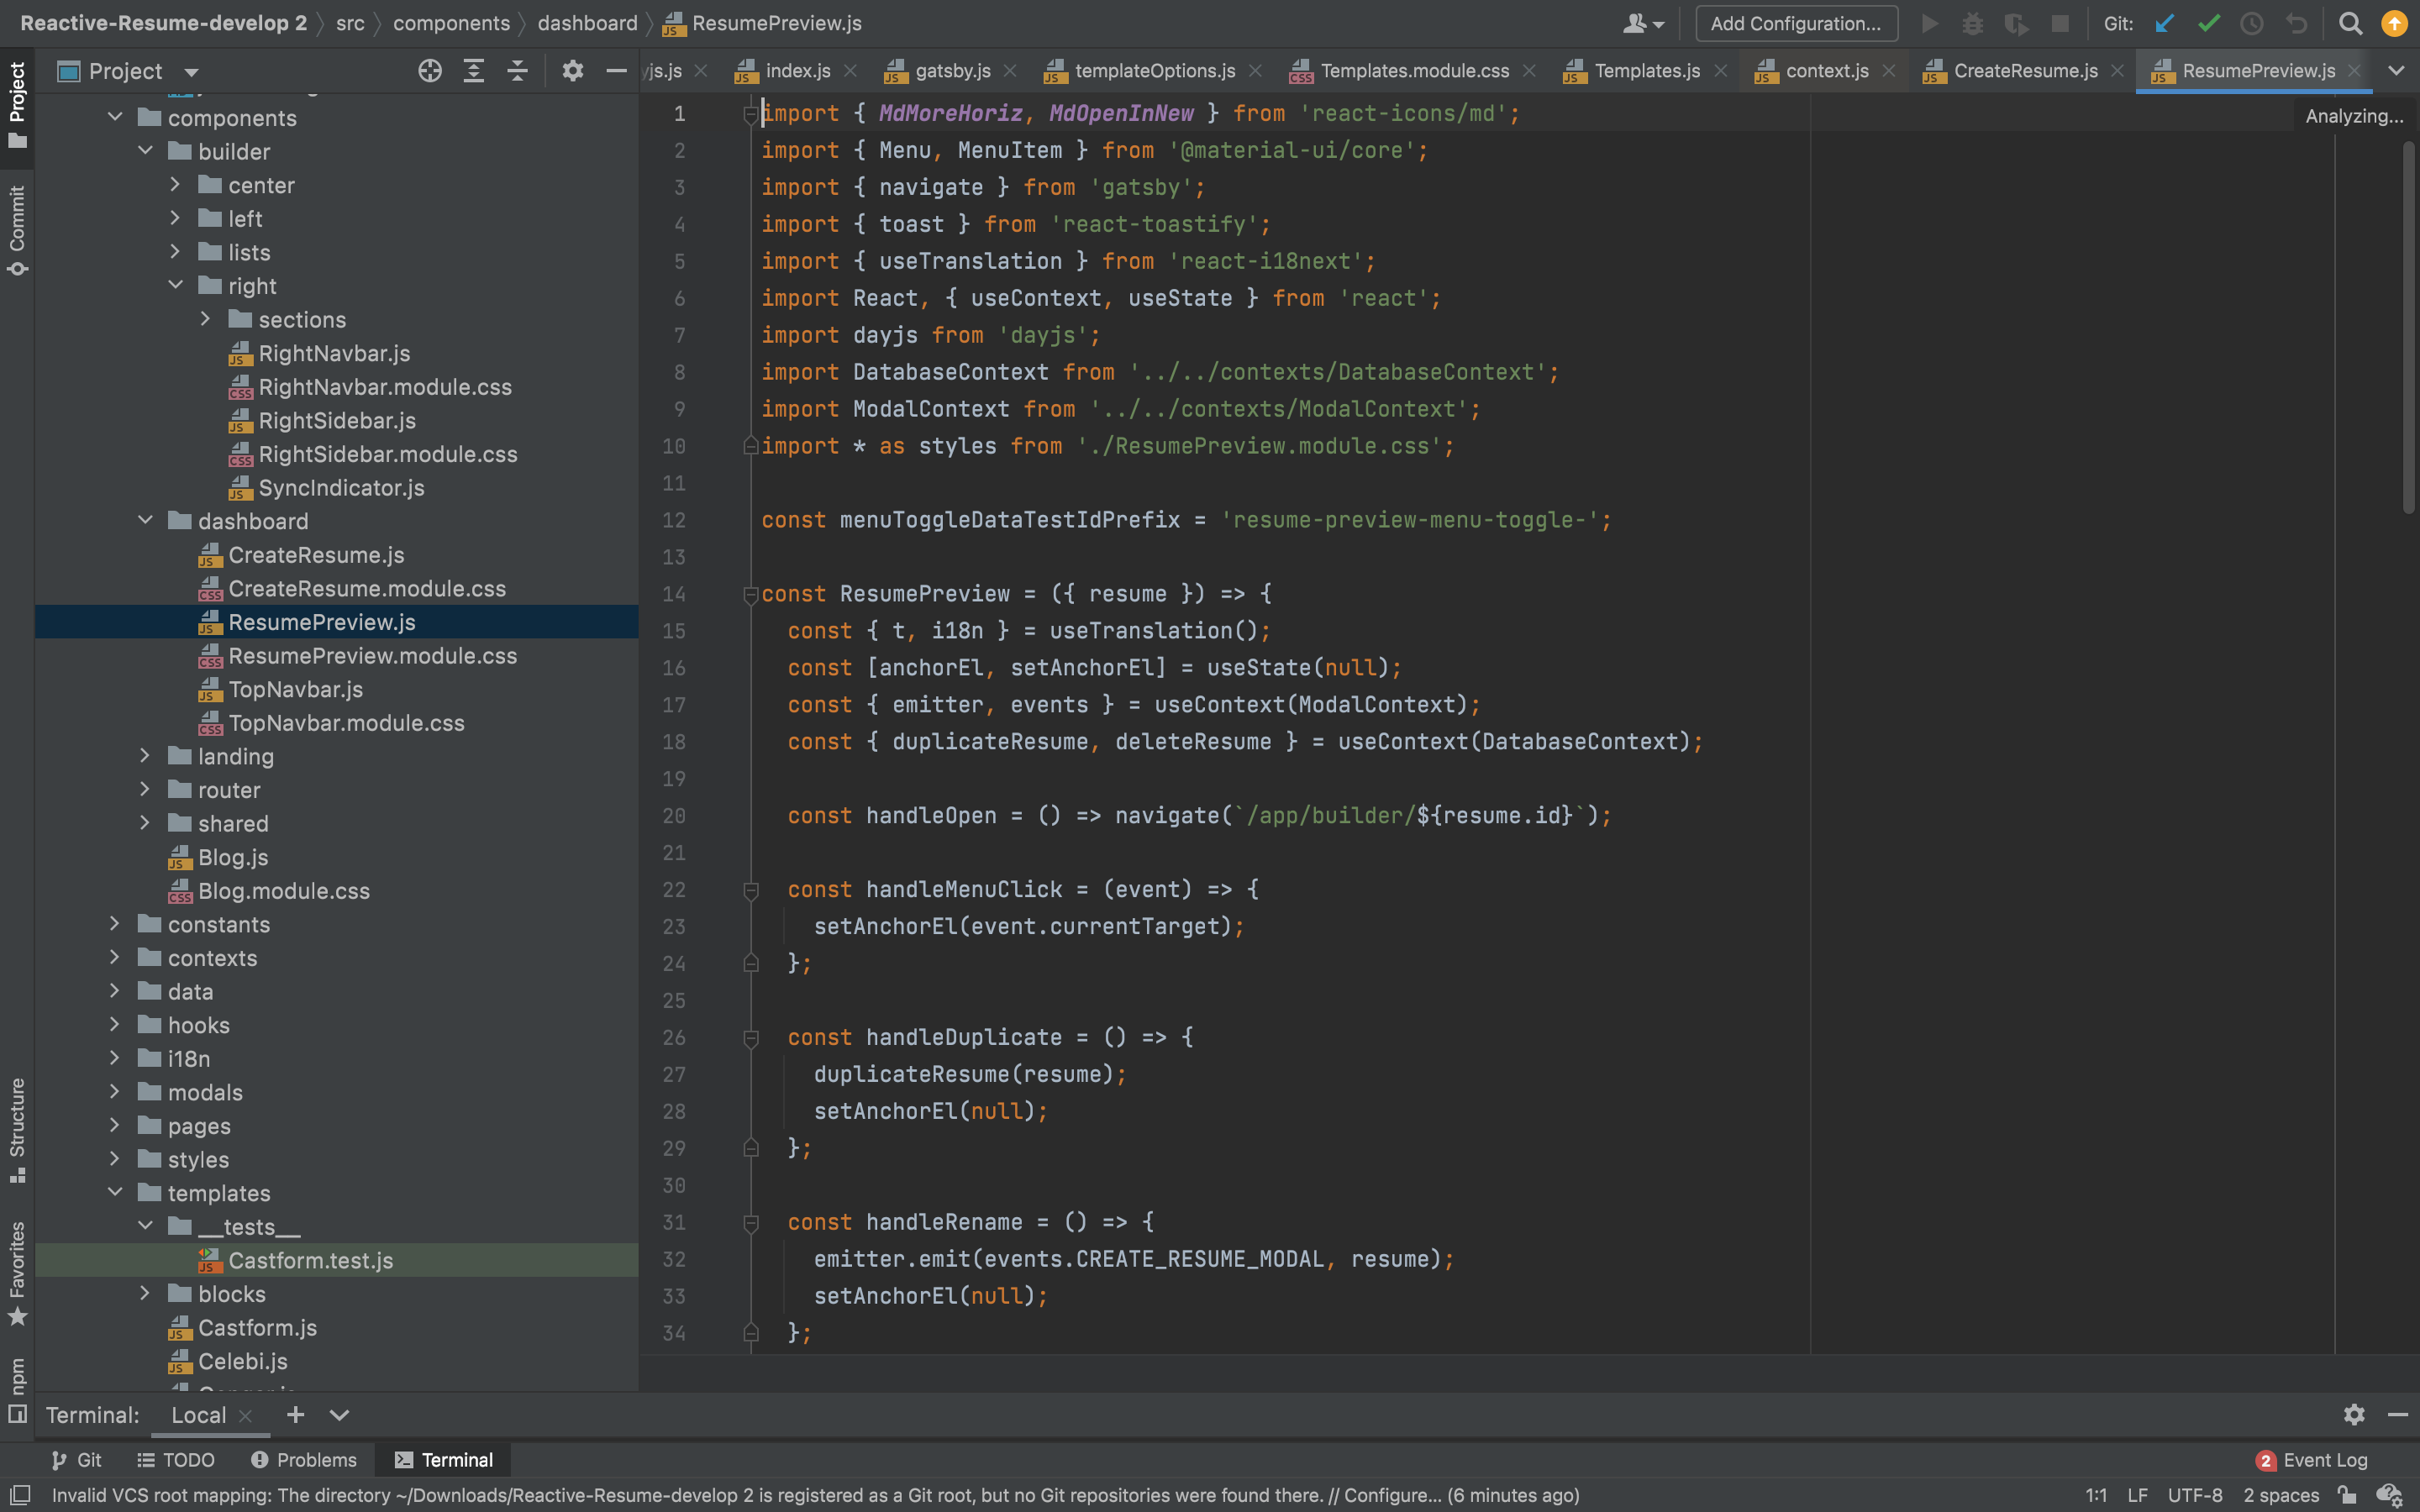 Reactive-Resume-develop 2 src components dashboard ResumePreview.js
Add Configuration...
Git:
Project
yjs.js
index.js
gatsby.js
templateOptions.js
Templates.module.css
Templates.js
context.js
CreateResume.js
ResumePreview.js
Analyzing...
Project
Commit
Structure
Favorites
npm
components
builder
center
left
lists
right
sections
RightNavbar.js
RightNavbar.module.css
RightSidebar.js
RightSidebar.module.css
SyncIndicator.js
dashboard
CreateResume.js
CreateResume.module.css
ResumePreview.js
ResumePreview.module.css
TopNavbar.js
TopNavbar.module.css
landing
router
shared
Blog.js
Blog.module.css
constants
contexts
data
hooks
i18n
modals
pages
styles
templates
__tests__
Castform.test.js
blocks
Castform.js
Celebi.js
1 import { MdMoreHoriz, MdOpenInNew } from 'react-icons/md';
2 import { Menu, MenuItem } from '@material-ui/core';
3 import { navigate } from 'gatsby';
4 import { toast } from 'react-toastify';
5 import { useTranslation } from 'react-i18next';
6 import React, { useContext, useState } from 'react';
7 import dayjs from 'dayjs';
8 import DatabaseContext from '../../contexts/DatabaseContext';
9 import ModalContext from '../../contexts/ModalContext';
10 import * as styles from './ResumePreview.module.css';
11
12 const menuToggleDataTestIdPrefix = 'resume-preview-menu-toggle-';
13
14 const ResumePreview = ({ resume }) => {
15 const { t, i18n } = useTranslation();
16 const [anchorEl, setAnchorEl] = useState(null);
17 const { emitter, events } = useContext(ModalContext);
18 const { duplicateResume, deleteResume } = useContext(DatabaseContext);
19
20 const handleOpen = () => navigate(`/app/builder/${resume.id}`);
21
22 const handleMenuClick = (event) => {
23 setAnchorEl(event.currentTarget);
24 };
25
26 const handleDuplicate = () => {
27 duplicateResume(resume);
28 setAnchorEl(null);
29 };
30
31 const handleRename = () => {
32 emitter.emit(events.CREATE_RESUME_MODAL, resume);
33 setAnchorEl(null);
34 };
Terminal: Local
Git TODO Problems Terminal
2 Event Log
Invalid VCS root mapping: The directory ~/Downloads/Reactive-Resume-develop 2 is registered as a Git root, but no Git repositories were found there. // Configure... (6 minutes ago)
1:1 LF UTF-8 2 spaces